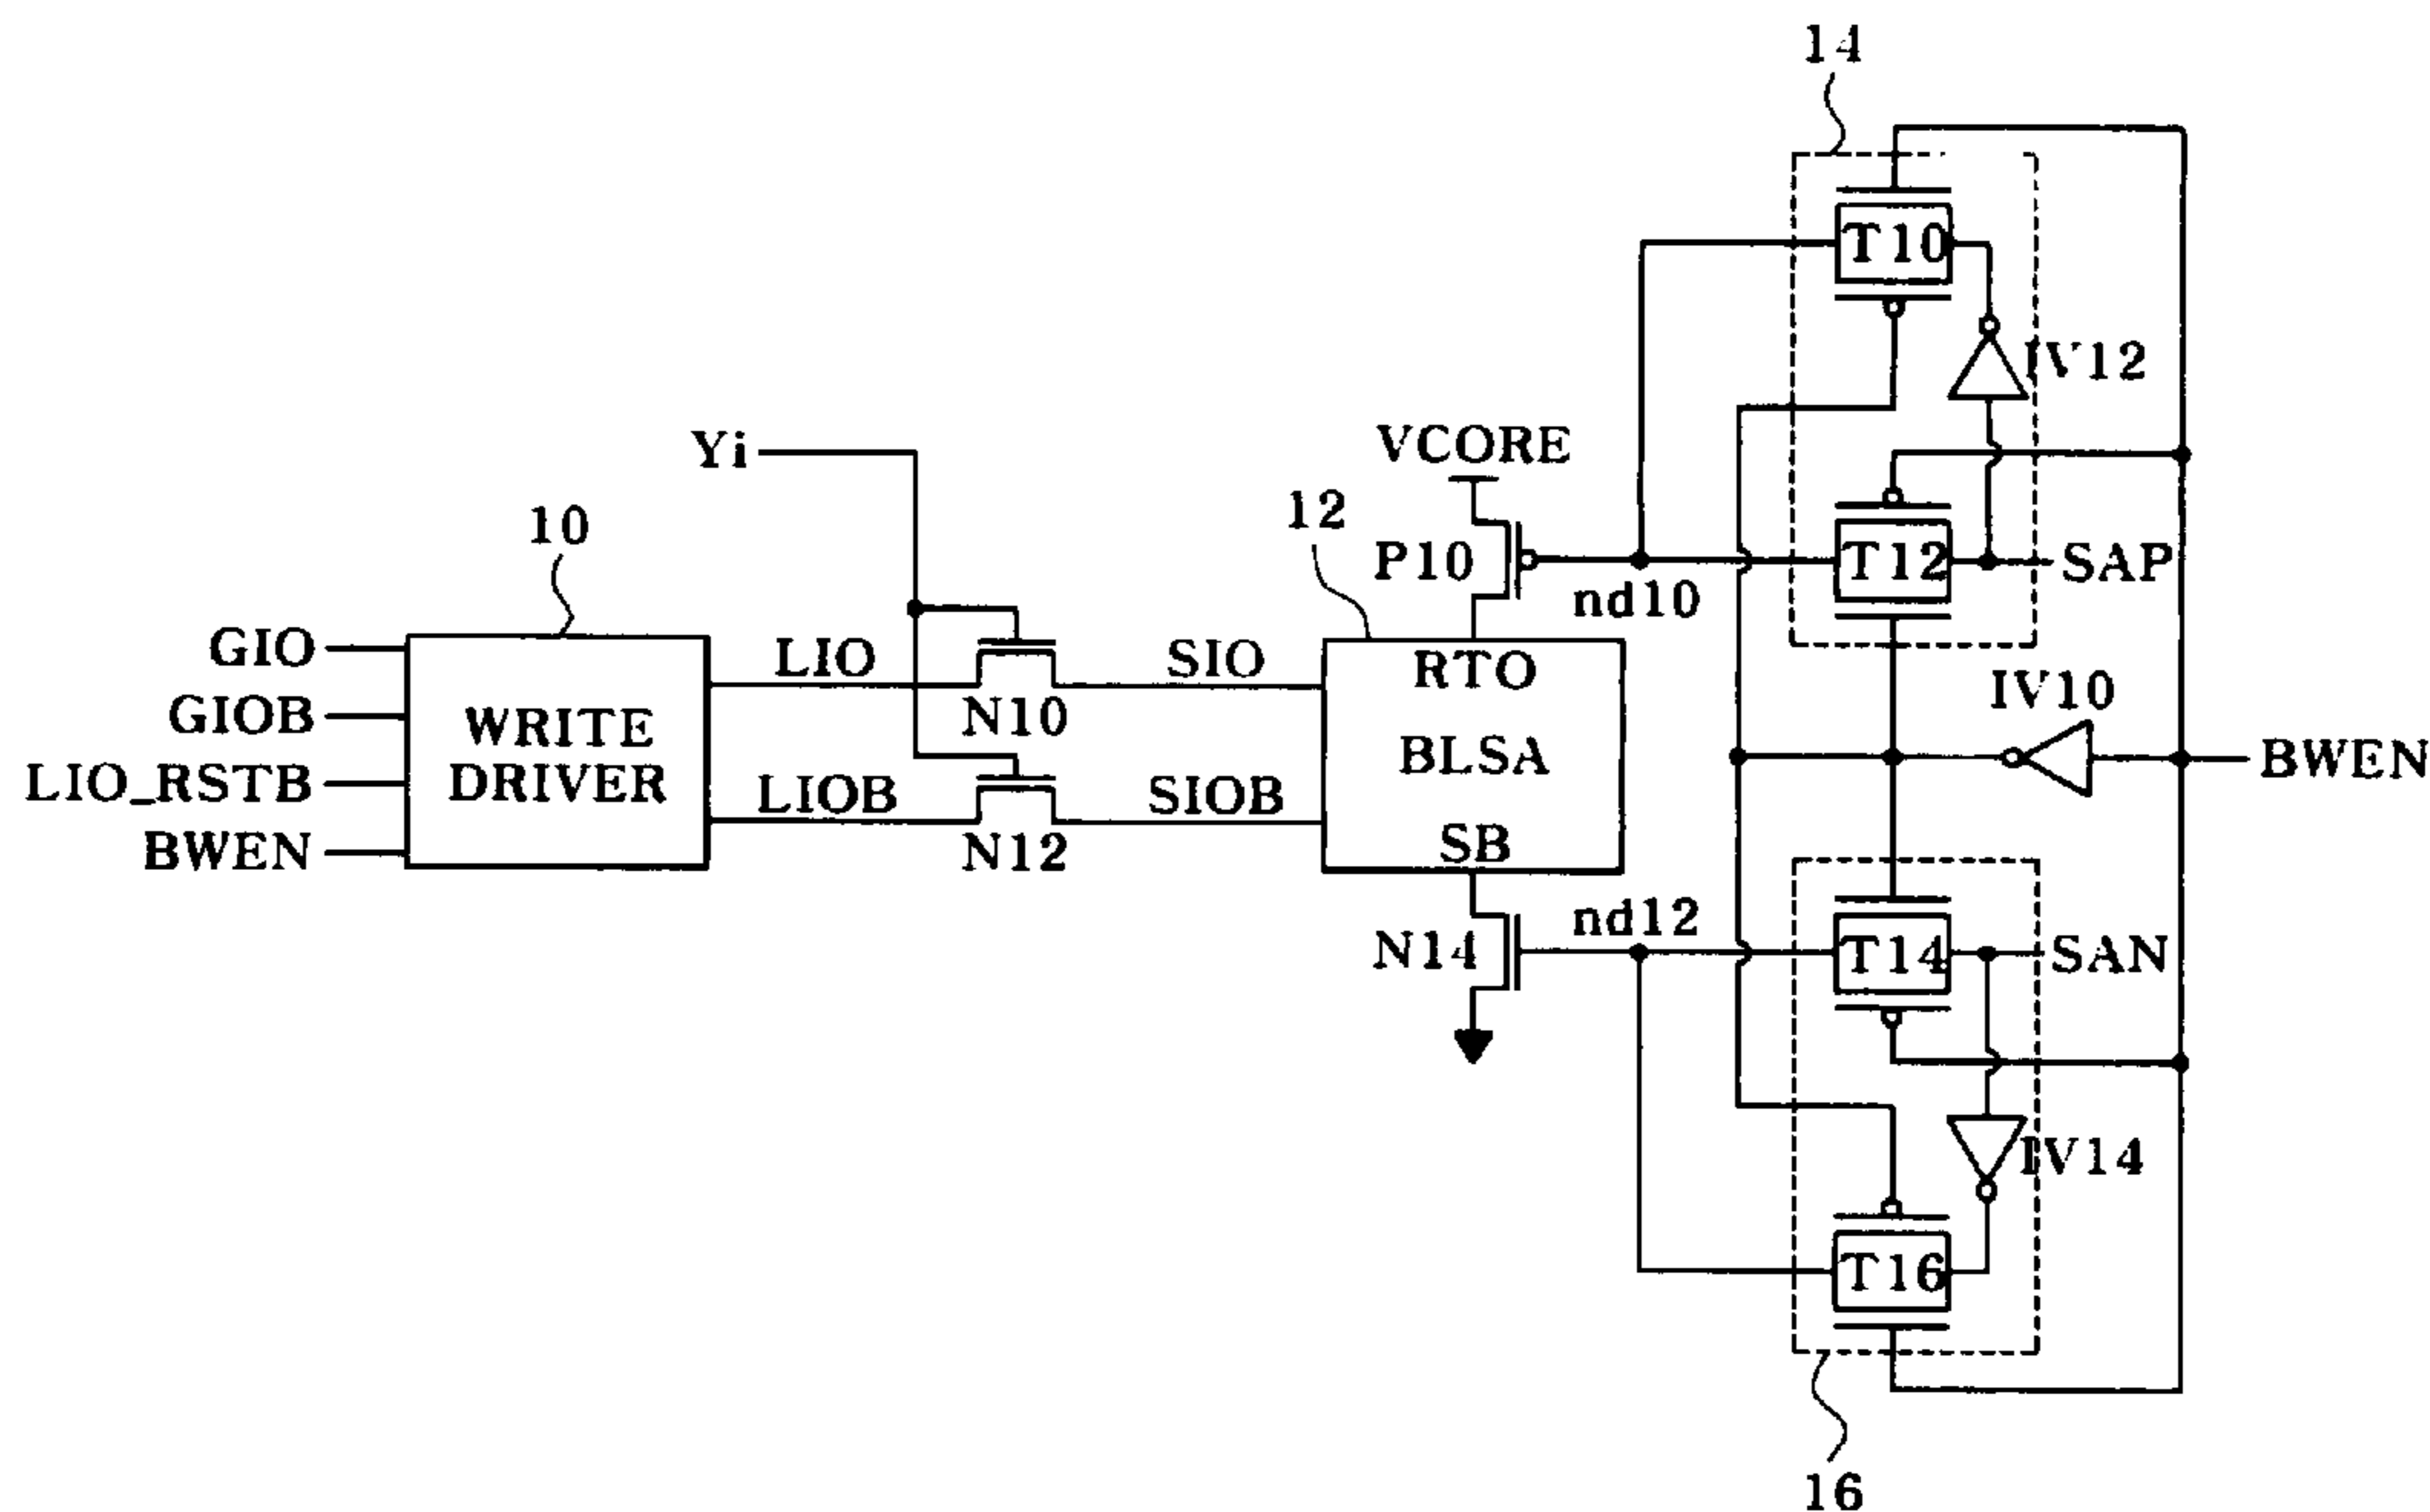 14
T10
IV12
Yi
VCORE
10
12
P10
nd10
T12
SAP
GIO
LIO
SIO
RTO
IV10
GIOB
WRITE
DRIVER
N10
BLSA
BWEN
LIO_RSTB
LIOB
SIOB
BWEN
N12
SB
nd12
N14
T14
SAN
IV14
T16
16